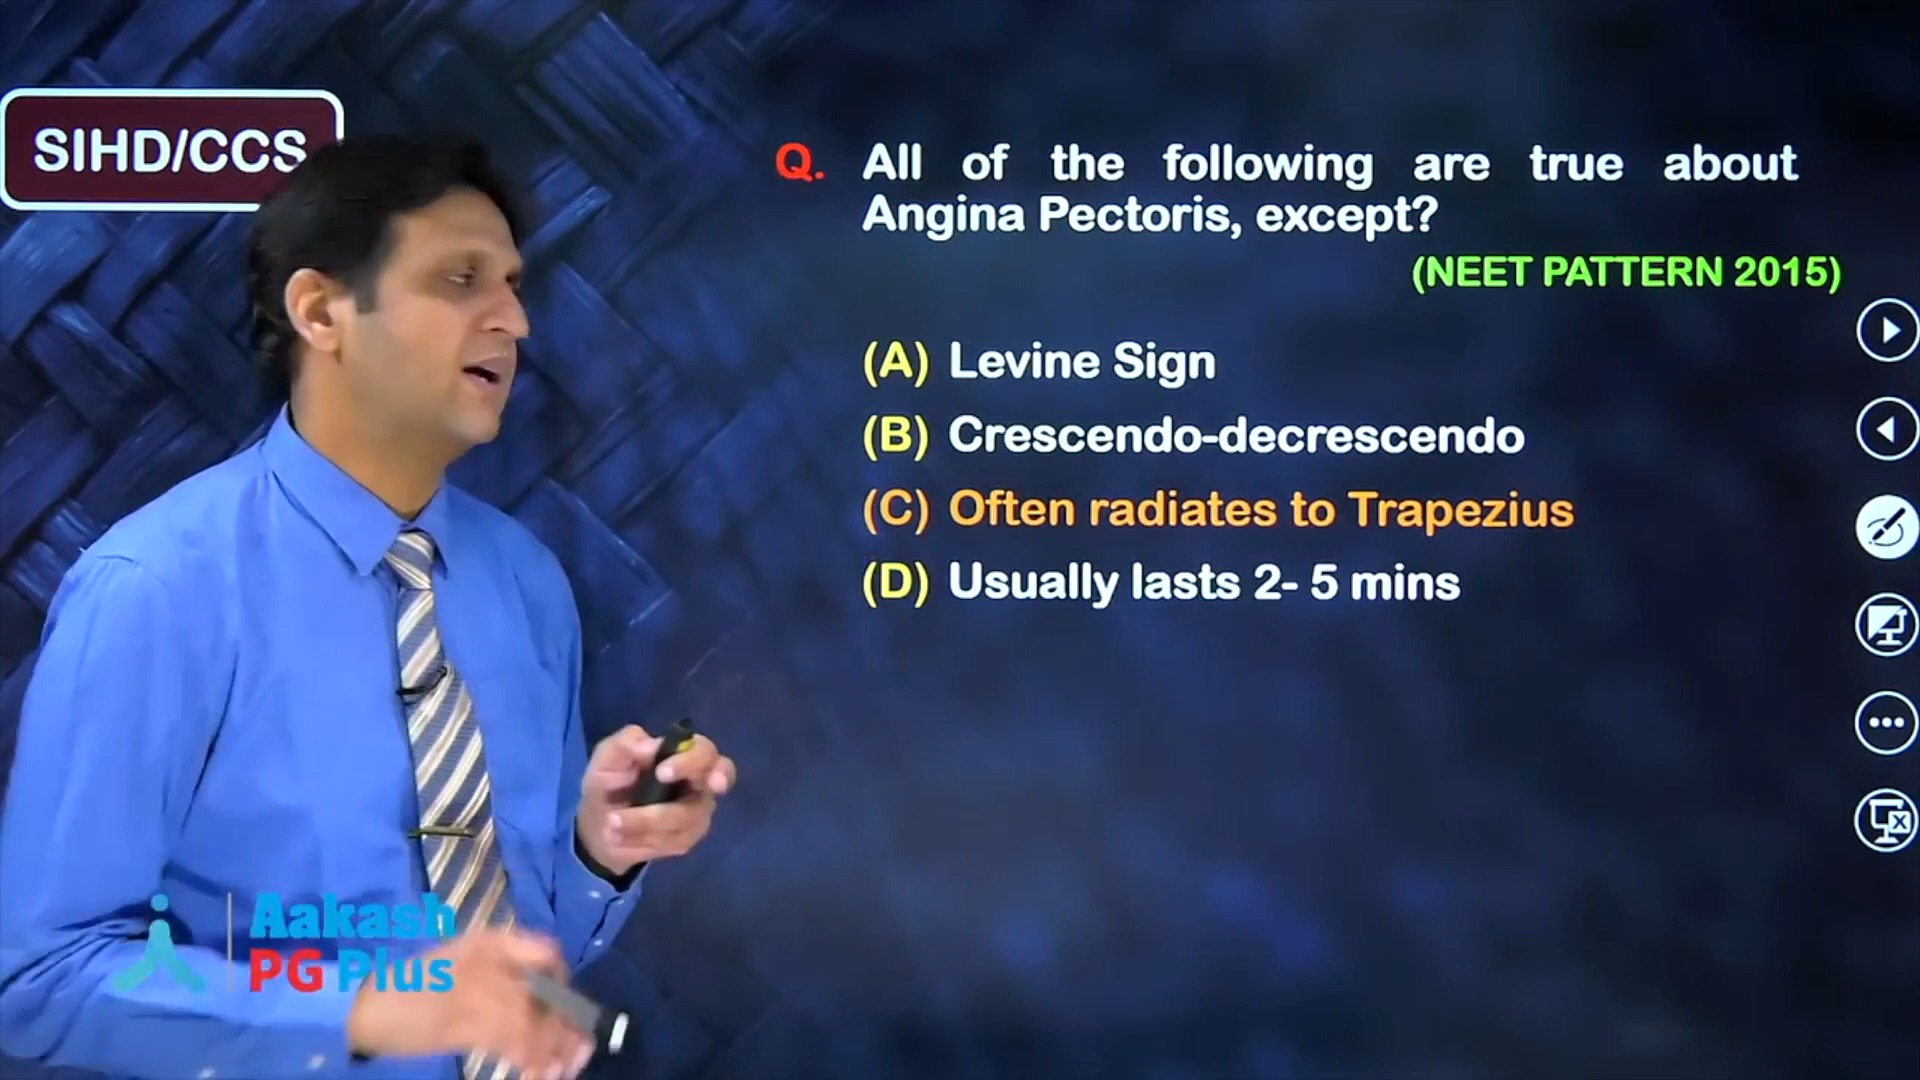 SIHD/CCS
Q. All of the following are true about
Angina Pectoris, except?
(NEET PATTERN 2015)
(A) Levine Sign
(B) Crescendo-decrescendo
(C) Often radiates to Trapezius
(D) Usually lasts 2- 5 mins
Aakash
PG Plus